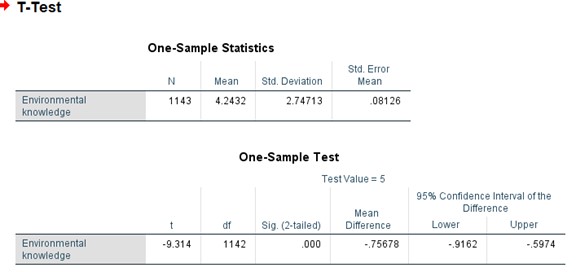 T-Test
One-Sample Statistics
N Mean Std. Deviation Std. Error Mean
Environmental knowledge 1143 4.2432 2.74713 .08126
One-Sample Test
Test Value = 5
95% Confidence Interval of the Difference
t df Sig. (2-tailed) Mean Difference Lower Upper
Environmental knowledge -9.314 1142 .000 -.75678 -.9162 -.5974